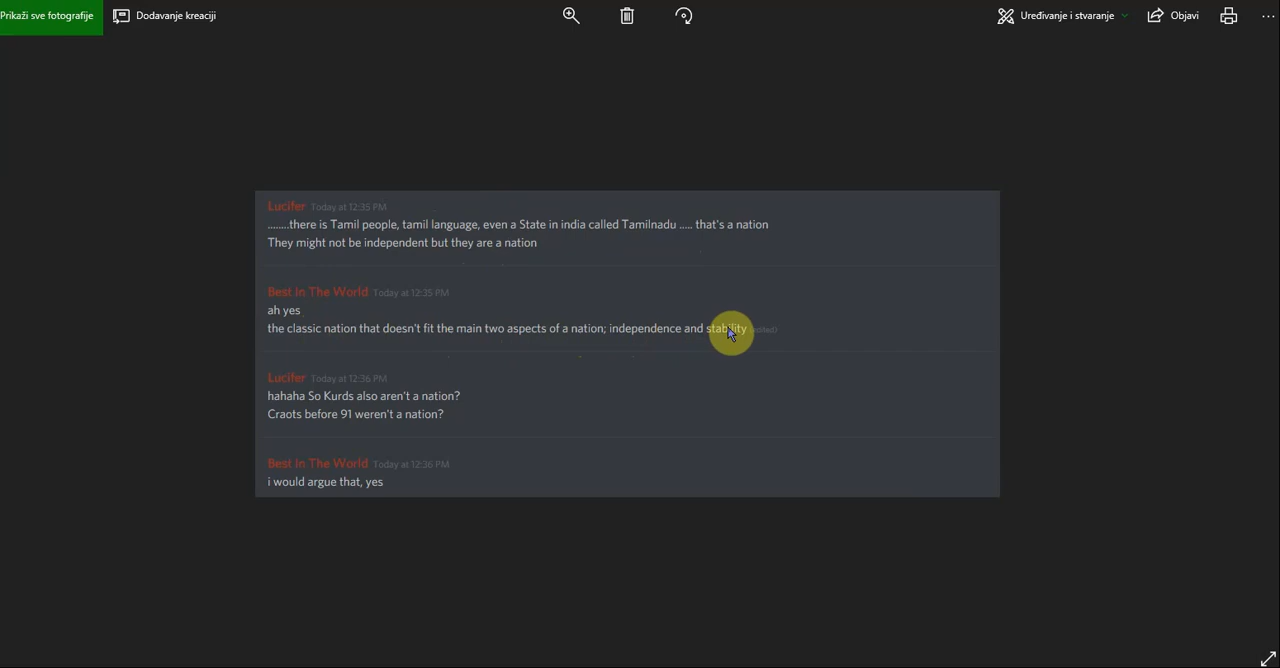 Prikaži sve fotografije
Dodavanje kreaciji
Uređivanje i stvaranje
Objavi
Lucifer Today at 12:35 PM
........there is Tamil people, tamil language, even a State in india called Tamilnadu ..... that's a nation
They might not be independent but they are a nation
Best In The World Today at 12:35 PM
ah yes
the classic nation that doesn't fit the main two aspects of a nation; independence and stability (edited)
Lucifer Today at 12:36 PM
hahaha So Kurds also aren't a nation?
Craots before 91 weren't a nation?
Best In The World Today at 12:36 PM
i would argue that, yes